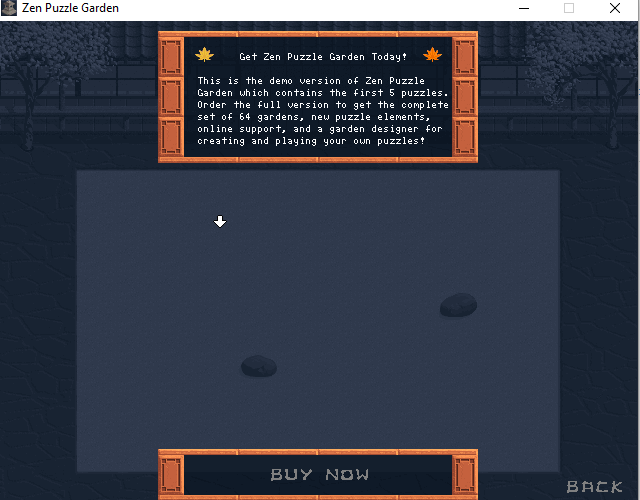 Zen Puzzle Garden
Get Zen Puzzle Garden Today!
This is the demo version of Zen Puzzle
Garden which contains the first 5 puzzles.
Order the full version to get the complete
set of 64 gardens, new puzzle elements,
online support, and a garden designer for
creating and playing your own puzzles!
BUY NOW
BACK